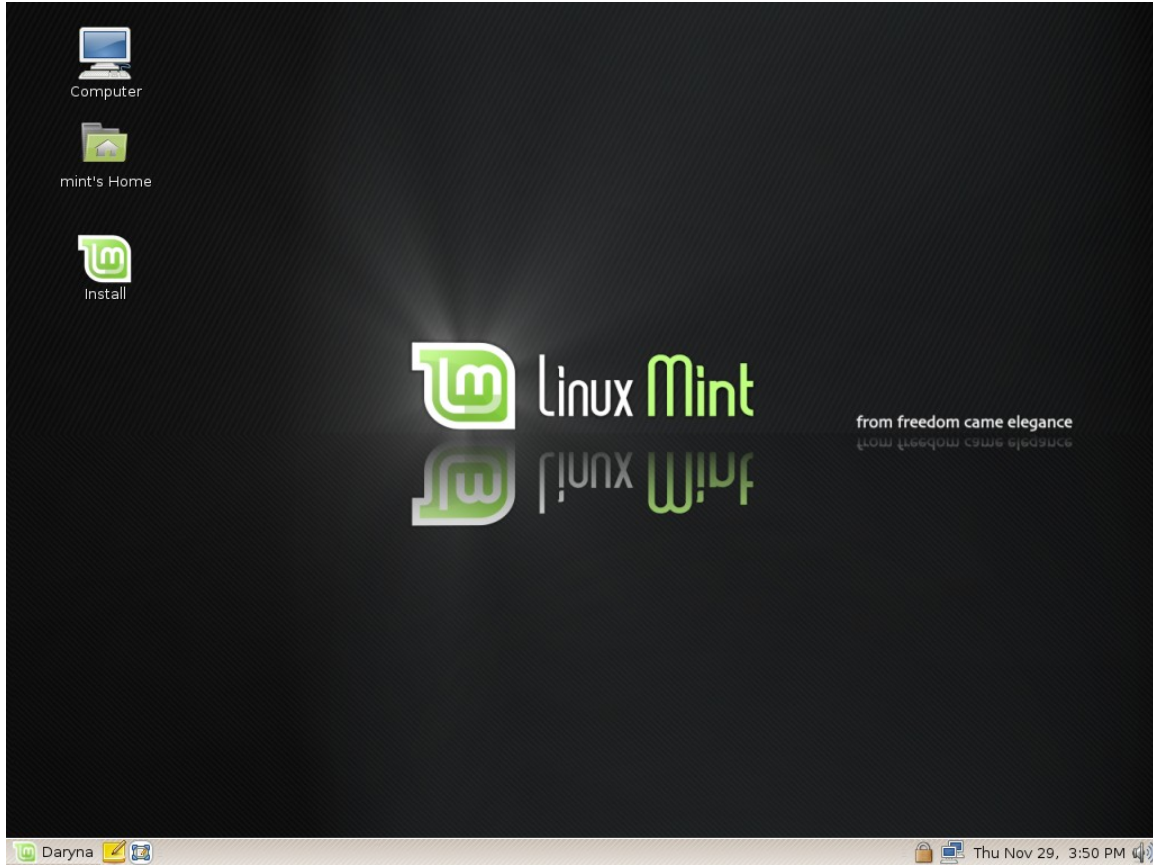 Computer
mint's Home
Install
Linux Mint
from freedom came elegance
Daryna
Thu Nov 29, 3:50 PM